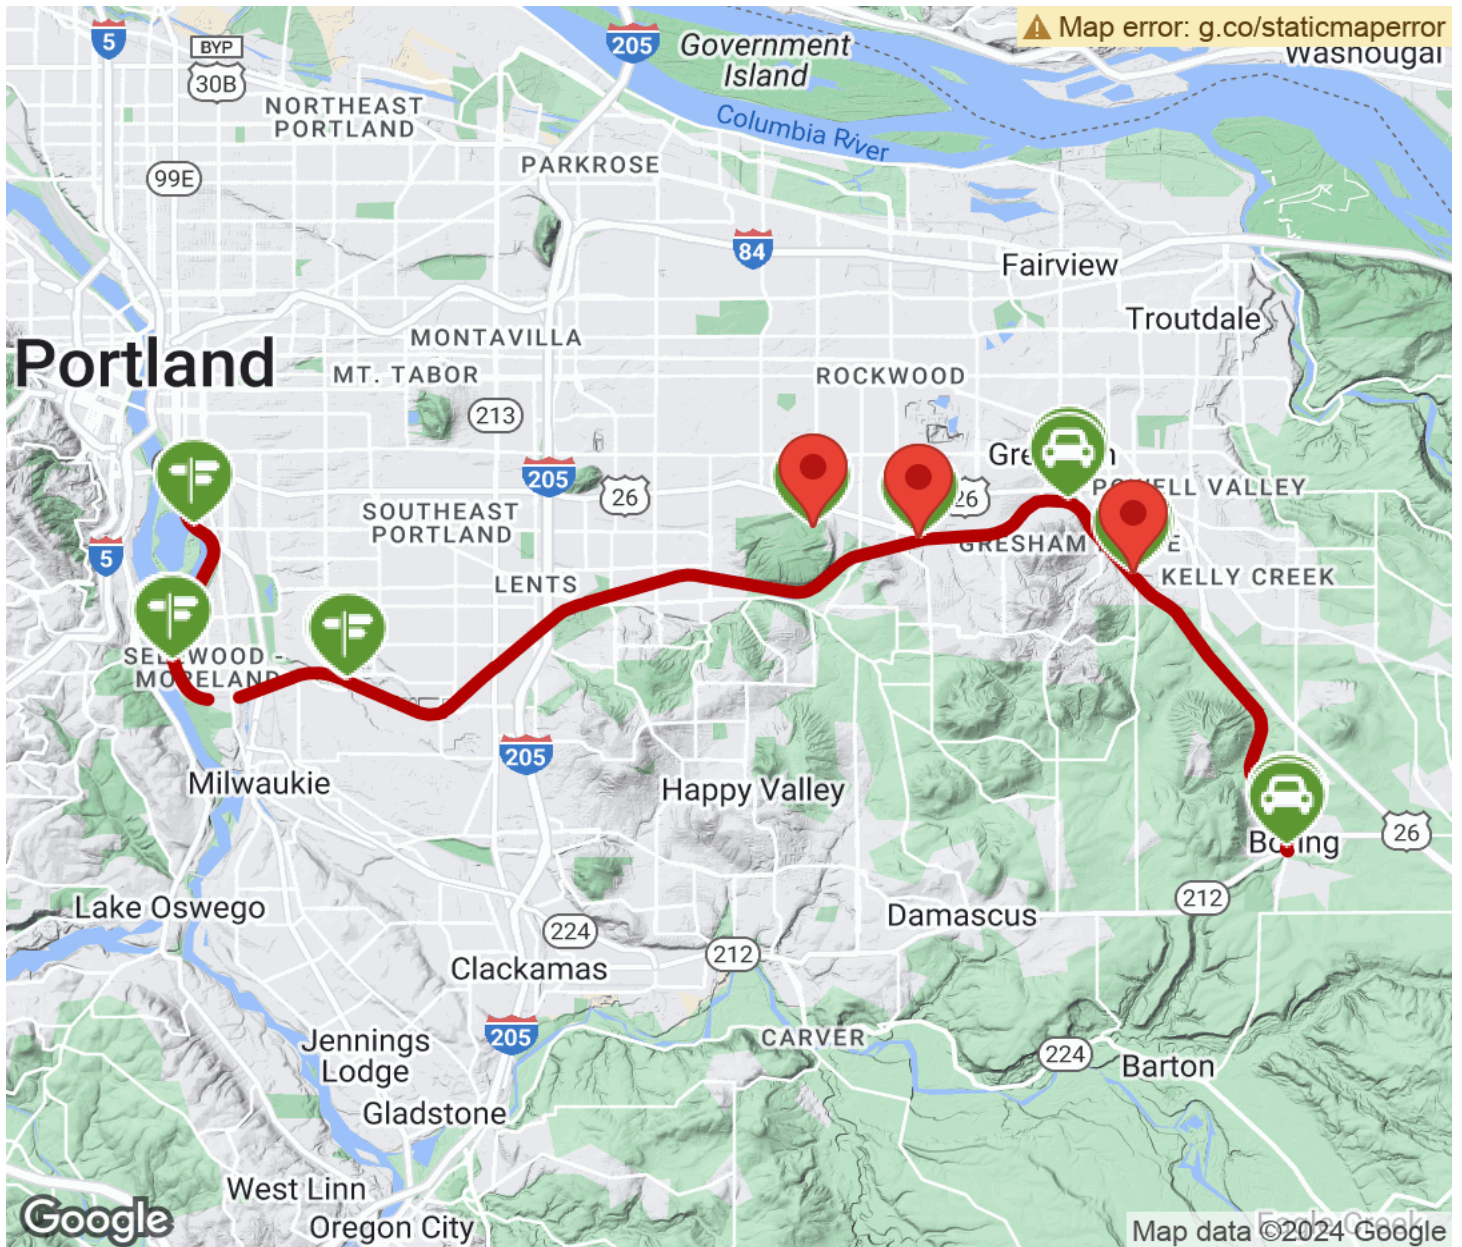 5
BYP
30B
205
Government
Island
Map error: g.co/staticmaperror
Washougal
NORTHEAST
PORTLAND
Columbia River
PARKROSE
99E
84
Fairview
Troutdale
MONTAVILLA
Portland
MT. TABOR
ROCKWOOD
213
205
26
26
POWELL VALLEY
SOUTHEAST
PORTLAND
5
GRESHAM
LENTS
KELLY CREEK
MORELAND
205
Milwaukie
Happy Valley
26
212
Lake Oswego
Damascus
224
212
Clackamas
205
CARVER
Jennings
Lodge
224
Barton
Gladstone
West Linn
Google
Oregon City
Map data ©2024 Google